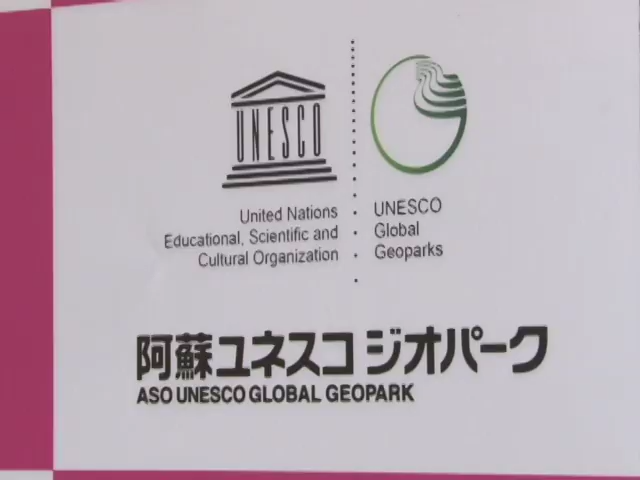 UNESCO
United Nations
Educational, Scientific and
Cultural Organization
UNESCO
Global
Geoparks
阿蘇ユネスコ ジオパーク
ASO UNESCO GLOBAL GEOPARK